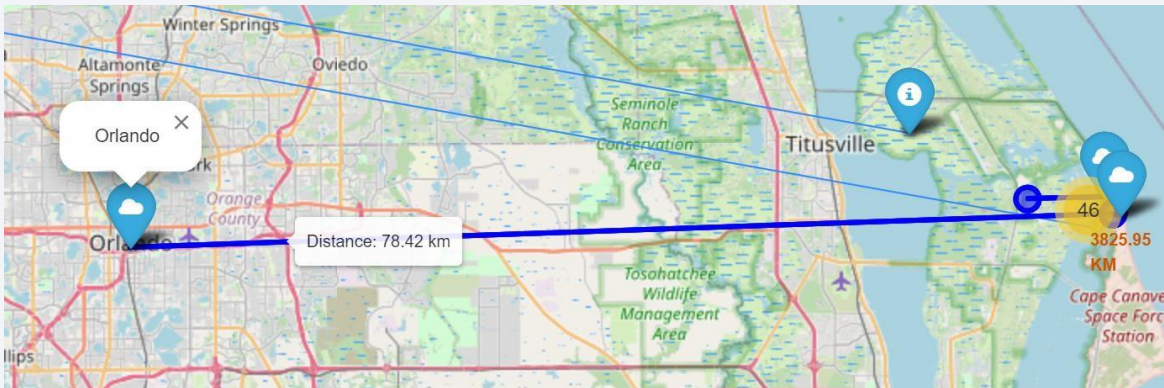 Winter Springs
Altamonte
Springs
Oviedo
Orlando
×
rk
Seminole
Ranch
Conservation
Area
Titusville
Orange
County
46
Orlando
Distance: 78.42 km
3825.95
KM
Tosohatchee
Wildlife
Management
Area
Cape Canave
Space Forc
Station
llips